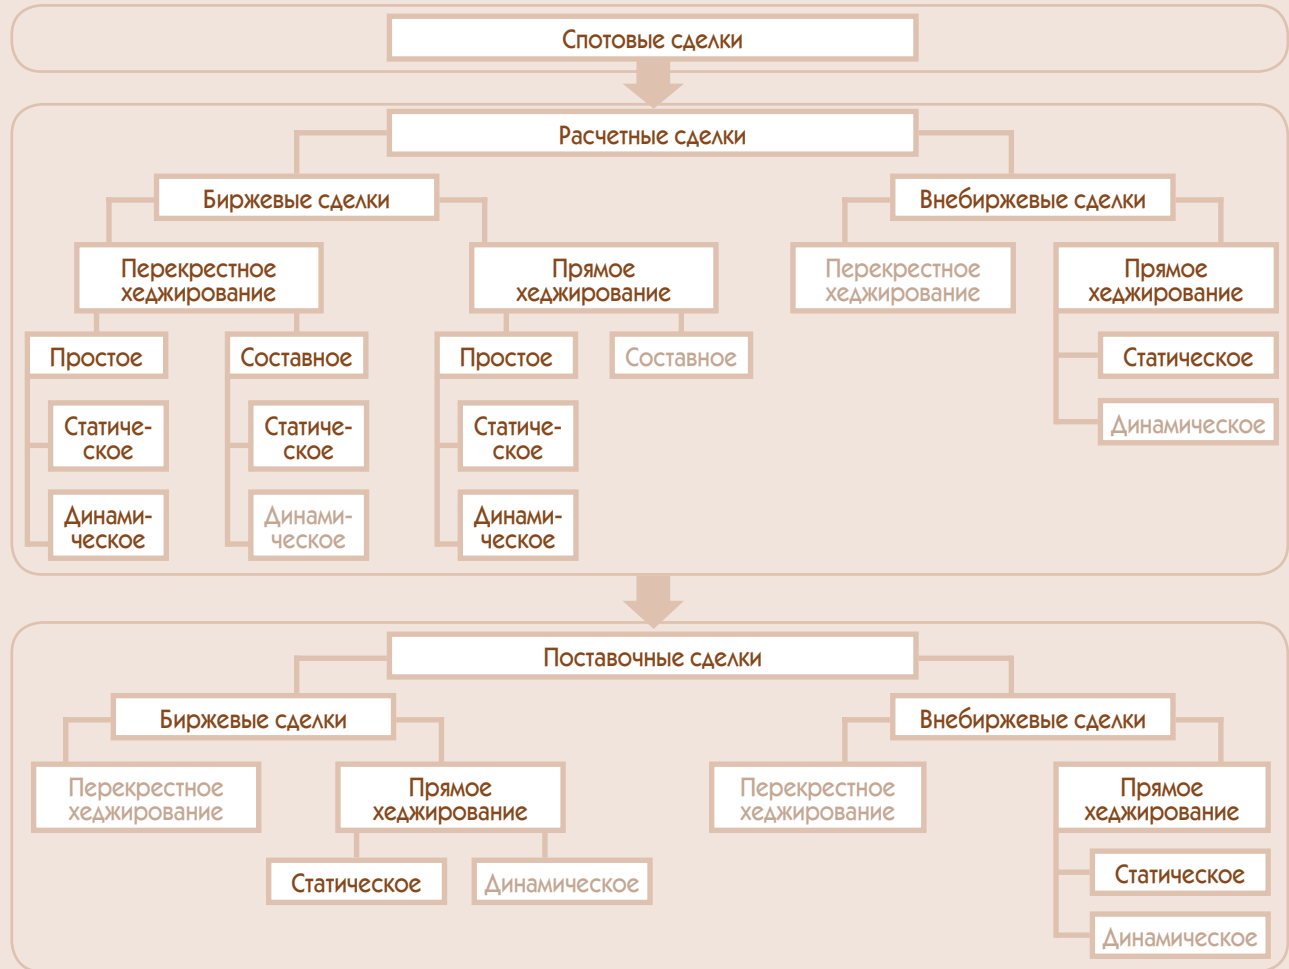 Спотовые сделки
Расчетные сделки
Биржевые сделки
Внебиржевые сделки
Перекрестное
хеджирование
Прямое
хеджирование
Перекрестное
хеджирование
Прямое
хеджирование
Простое
Составное
Простое
Составное
Статическое
Динамическое
Статиче-
ское
Статиче-
ское
Статиче-
ское
Динами-
ческое
Динами-
ческое
Динами-
ческое
Поставочные сделки
Биржевые сделки
Внебиржевые сделки
Перекрестное
хеджирование
Прямое
хеджирование
Перекрестное
хеджирование
Прямое
хеджирование
Статическое
Динамическое
Статическое
Динамическое